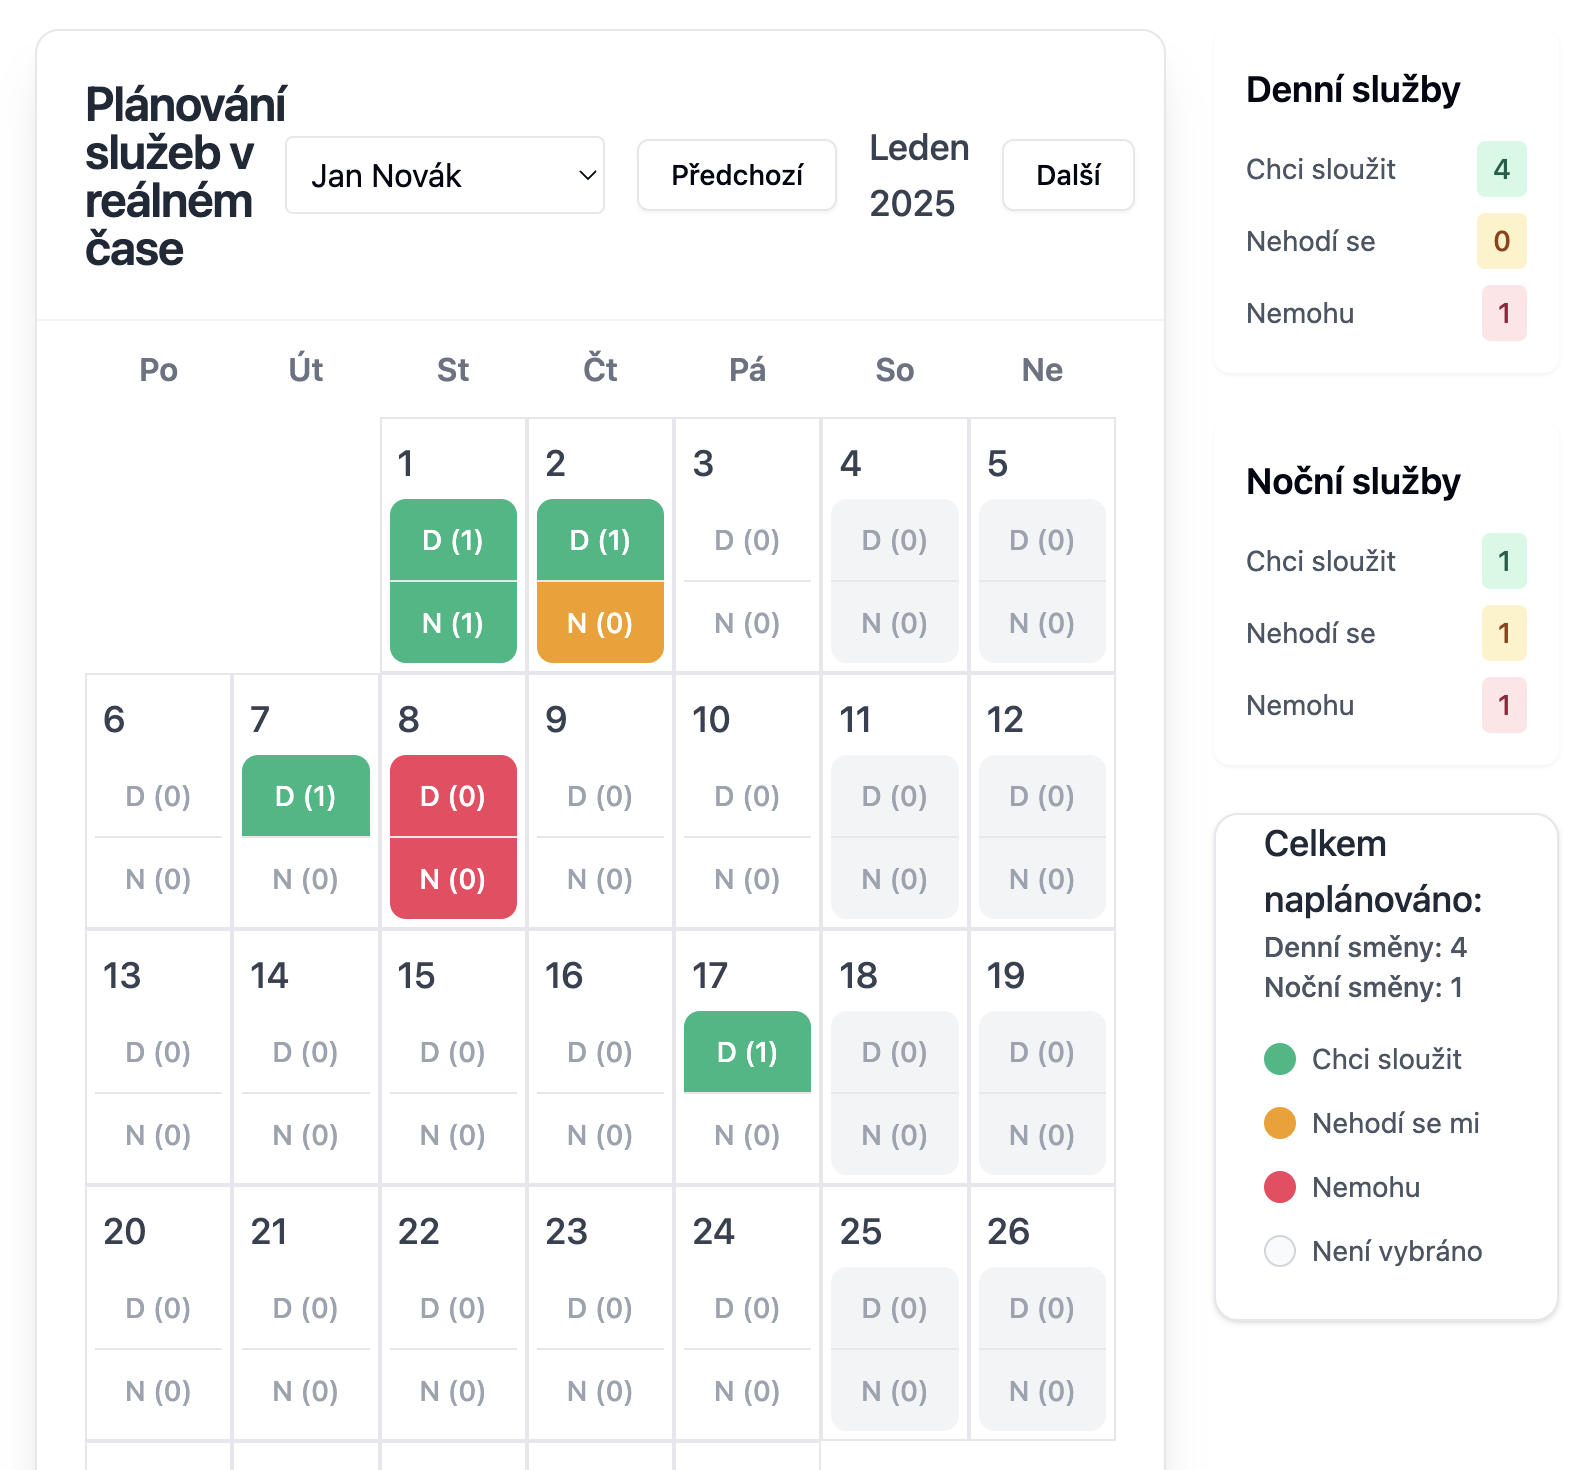 Plánování
služeb v
reálném
čase
Jan Novák
Předchozí
Leden
2025
Další
Po Út St Čt Pá So Ne
1 2 3 4 5
D (1) D (1) D (0) D (0) D (0)
N (1) N (0) N (0) N (0) N (0)
6 7 8 9 10 11 12
D (0) D (1) D (0) D (0) D (0) D (0) D (0)
N (0) N (0) N (0) N (0) N (0) N (0) N (0)
13 14 15 16 17 18 19
D (0) D (0) D (0) D (0) D (1) D (0) D (0)
N (0) N (0) N (0) N (0) N (0) N (0) N (0)
20 21 22 23 24 25 26
D (0) D (0) D (0) D (0) D (0) D (0) D (0)
N (0) N (0) N (0) N (0) N (0) N (0) N (0)
Denní služby
Chci sloužit 4
Nehodí se 0
Nemohu 1
Noční služby
Chci sloužit 1
Nehodí se 1
Nemohu 1
Celkem
naplánováno:
Denní směny: 4
Noční směny: 1
Chci sloužit
Nehodí se mi
Nemohu
Není vybráno